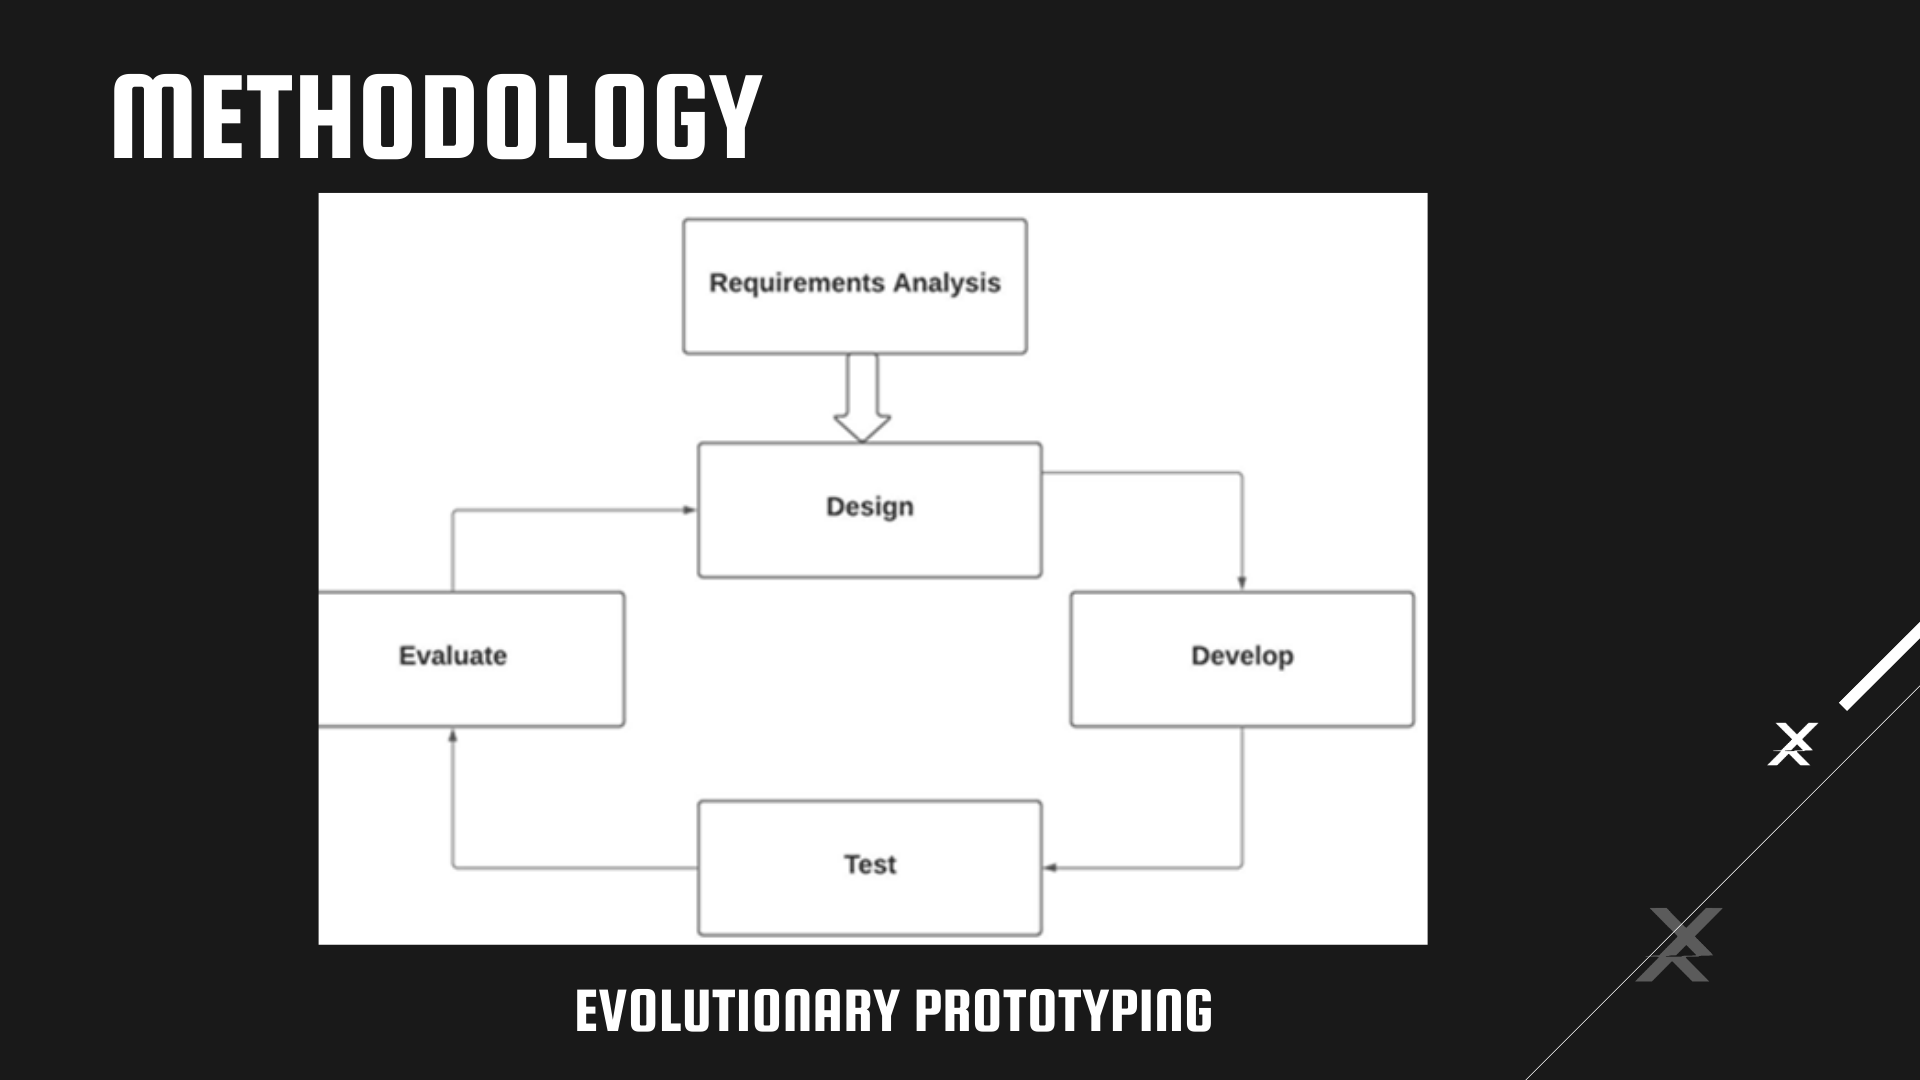 METHODOLOGY
Requirements Analysis
Design
Evaluate
Develop
Test
EVOLUTIONARY PROTOTYPING